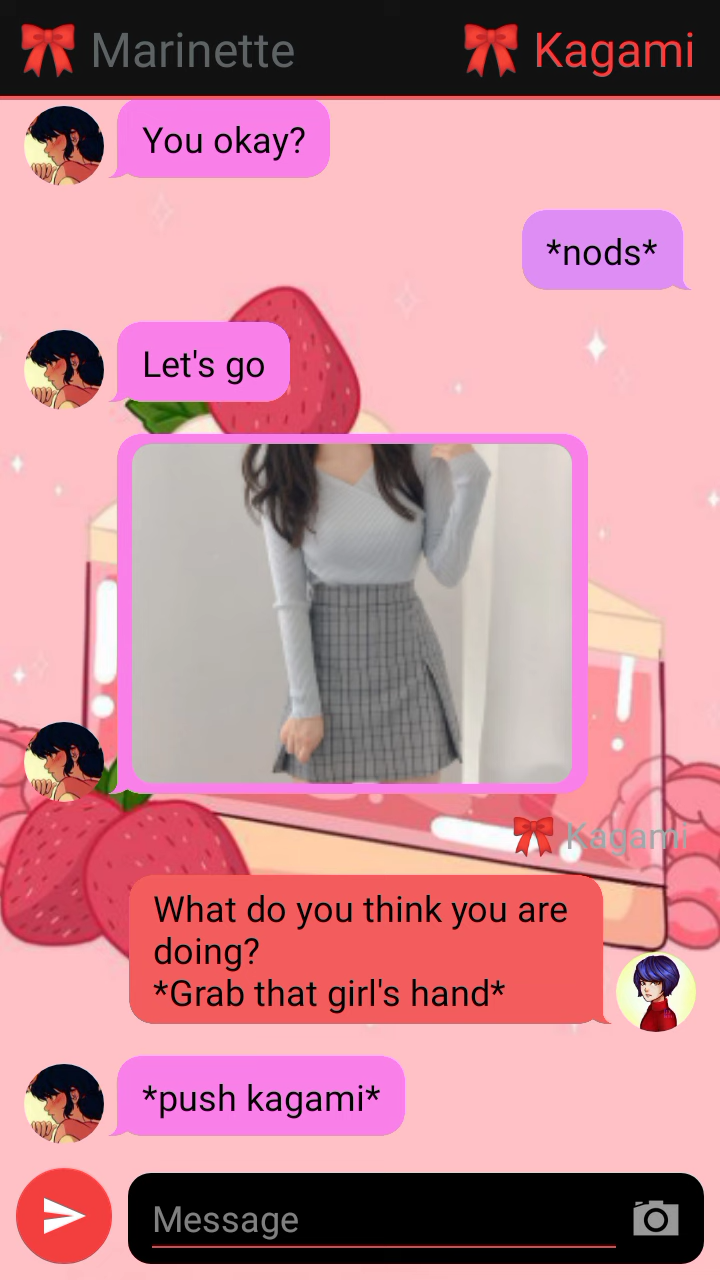 Marinette
Kagami
You okay?
*nods*
Let's go
Kagami
What do you think you are
doing?
*Grab that girl's hand*
*push kagami*
Message